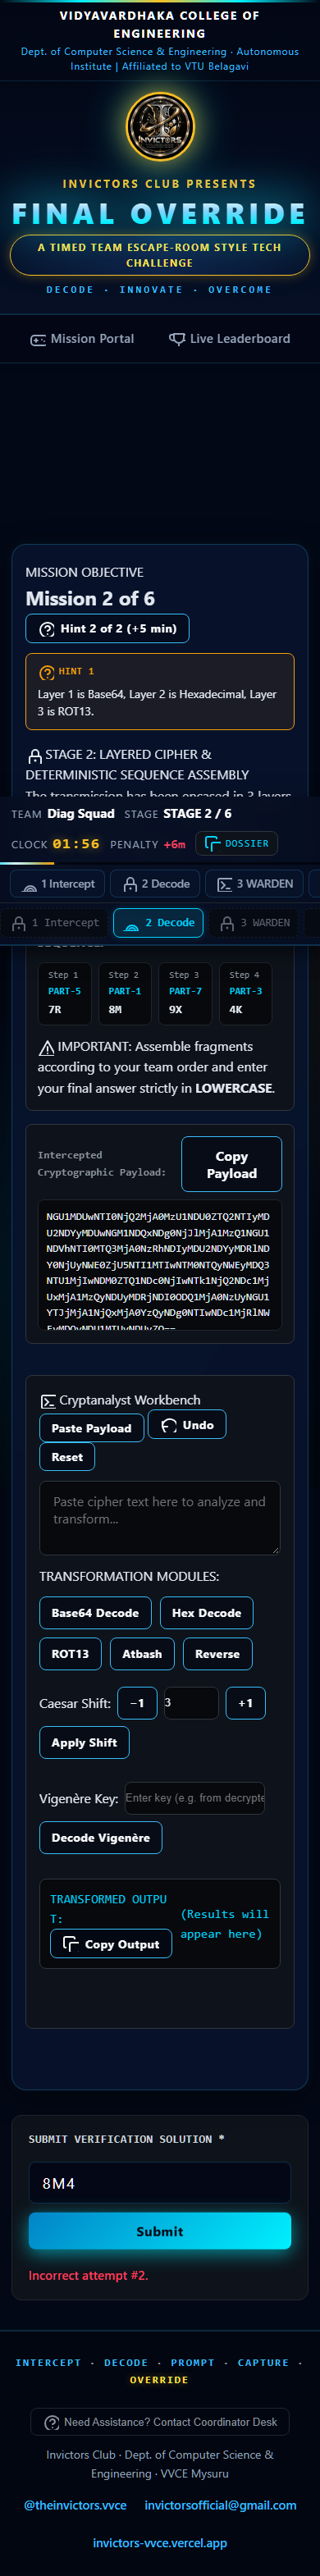 VIDYAVARDHAKA COLLEGE OF
ENGINEERING
Dept. of Computer Science & Engineering · Autonomous
Institute | Affiliated to VTU Belagavi
INVICTORS
INVICTORS CLUB PRESENTS
FINAL OVERRIDE
A TIMED TEAM ESCAPE-ROOM STYLE TECH
CHALLENGE
DECODE · INNOVATE · OVERCOME
Mission Portal
Live Leaderboard
MISSION OBJECTIVE
Mission 2 of 6
Hint 2 of 2 (+5 min)
HINT 1
Layer 1 is Base64, Layer 2 is Hexadecimal, Layer
3 is ROT13.
STAGE 2: LAYERED CIPHER &
DETERMINISTIC SEQUENCE ASSEMBLY
The transmission has been encased in 3 layers
TEAM Diag Squad STAGE STAGE 2 / 6
CLOCK 01:56 PENALTY +6m DOSSIER
1 Intercept 2 Decode 3 WARDEN
1 Intercept 2 Decode 3 WARDEN
SEQUENCE:
Step 1 Step 2 Step 3 Step 4
PART-5 PART-1 PART-7 PART-3
7R 8M 9X 4K
IMPORTANT: Assemble fragments
according to your team order and enter
your final answer strictly in LOWERCASE.
Intercepted
Cryptographic Payload:
Copy
Payload
Cryptanalyst Workbench
Paste Payload Undo
Reset
Paste cipher text here to analyze and
transform...
TRANSFORMATION MODULES:
Base64 Decode Hex Decode
ROT13 Atbash Reverse
Caesar Shift: −1 3 +1
Apply Shift
Vigenère Key: Enter key (e.g. from decrypte
Decode Vigenère
TRANSFORMED OUTPU
T:
(Results will
appear here)
Copy Output
SUBMIT VERIFICATION SOLUTION *
8M4
Submit
Incorrect attempt #2.
INTERCEPT · DECODE · PROMPT · CAPTURE ·
OVERRIDE
Need Assistance? Contact Coordinator Desk
Invictors Club · Dept. of Computer Science &
Engineering · VVCE Mysuru
@theinvictors.vvce invictorsofficial@gmail.com
invictors-vvce.vercel.app